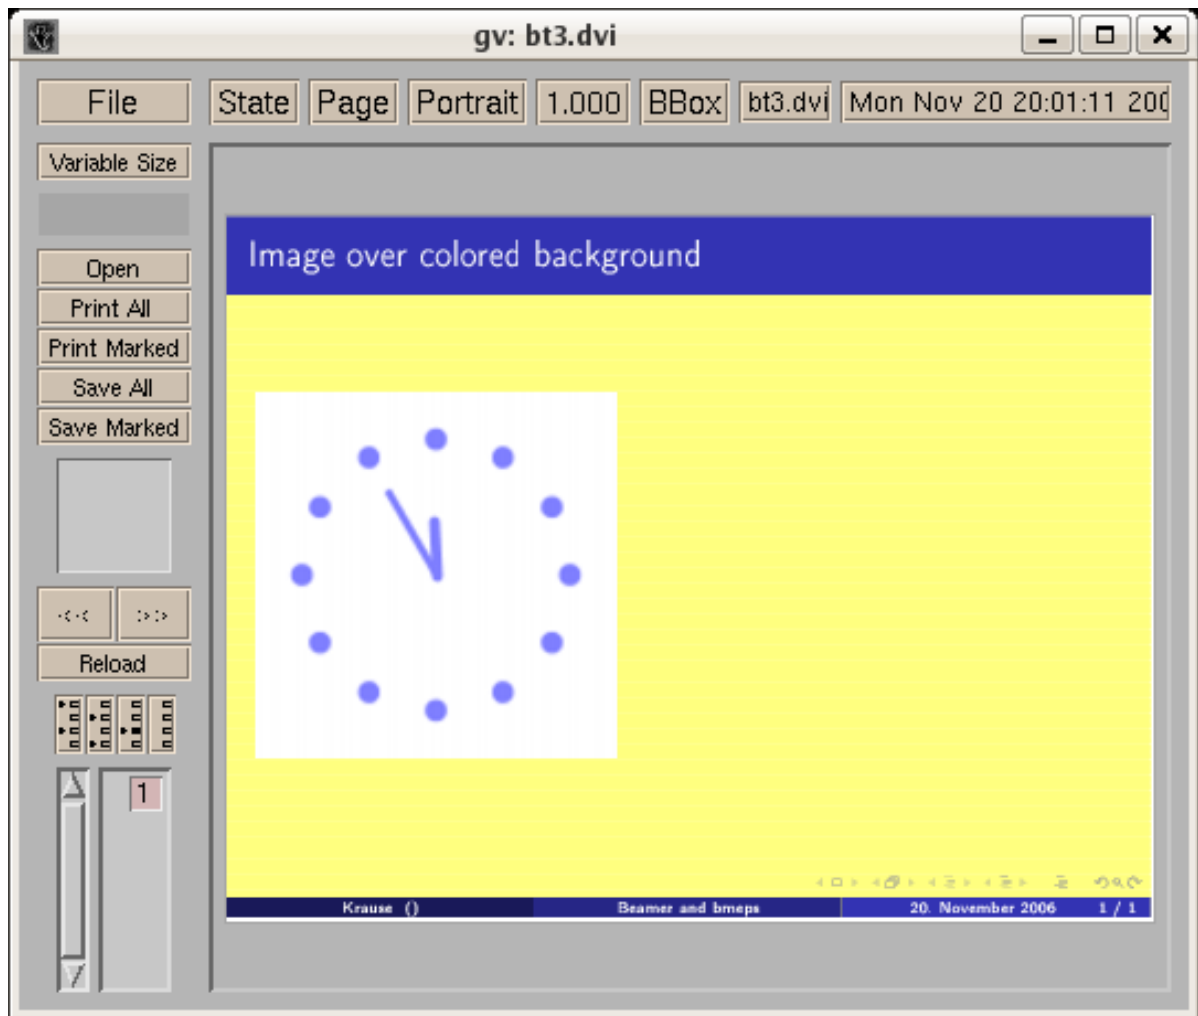 gv: bt3.dvi
File State Page Portrait 1.000 BBox bt3.dvi Mon Nov 20 20:01:11 200
Variable Size
Open
Print All
Print Marked
Save All
Save Marked
Reload
1
Image over colored background
Krause () Beamer and bmeps 20. November 2006 1 / 1